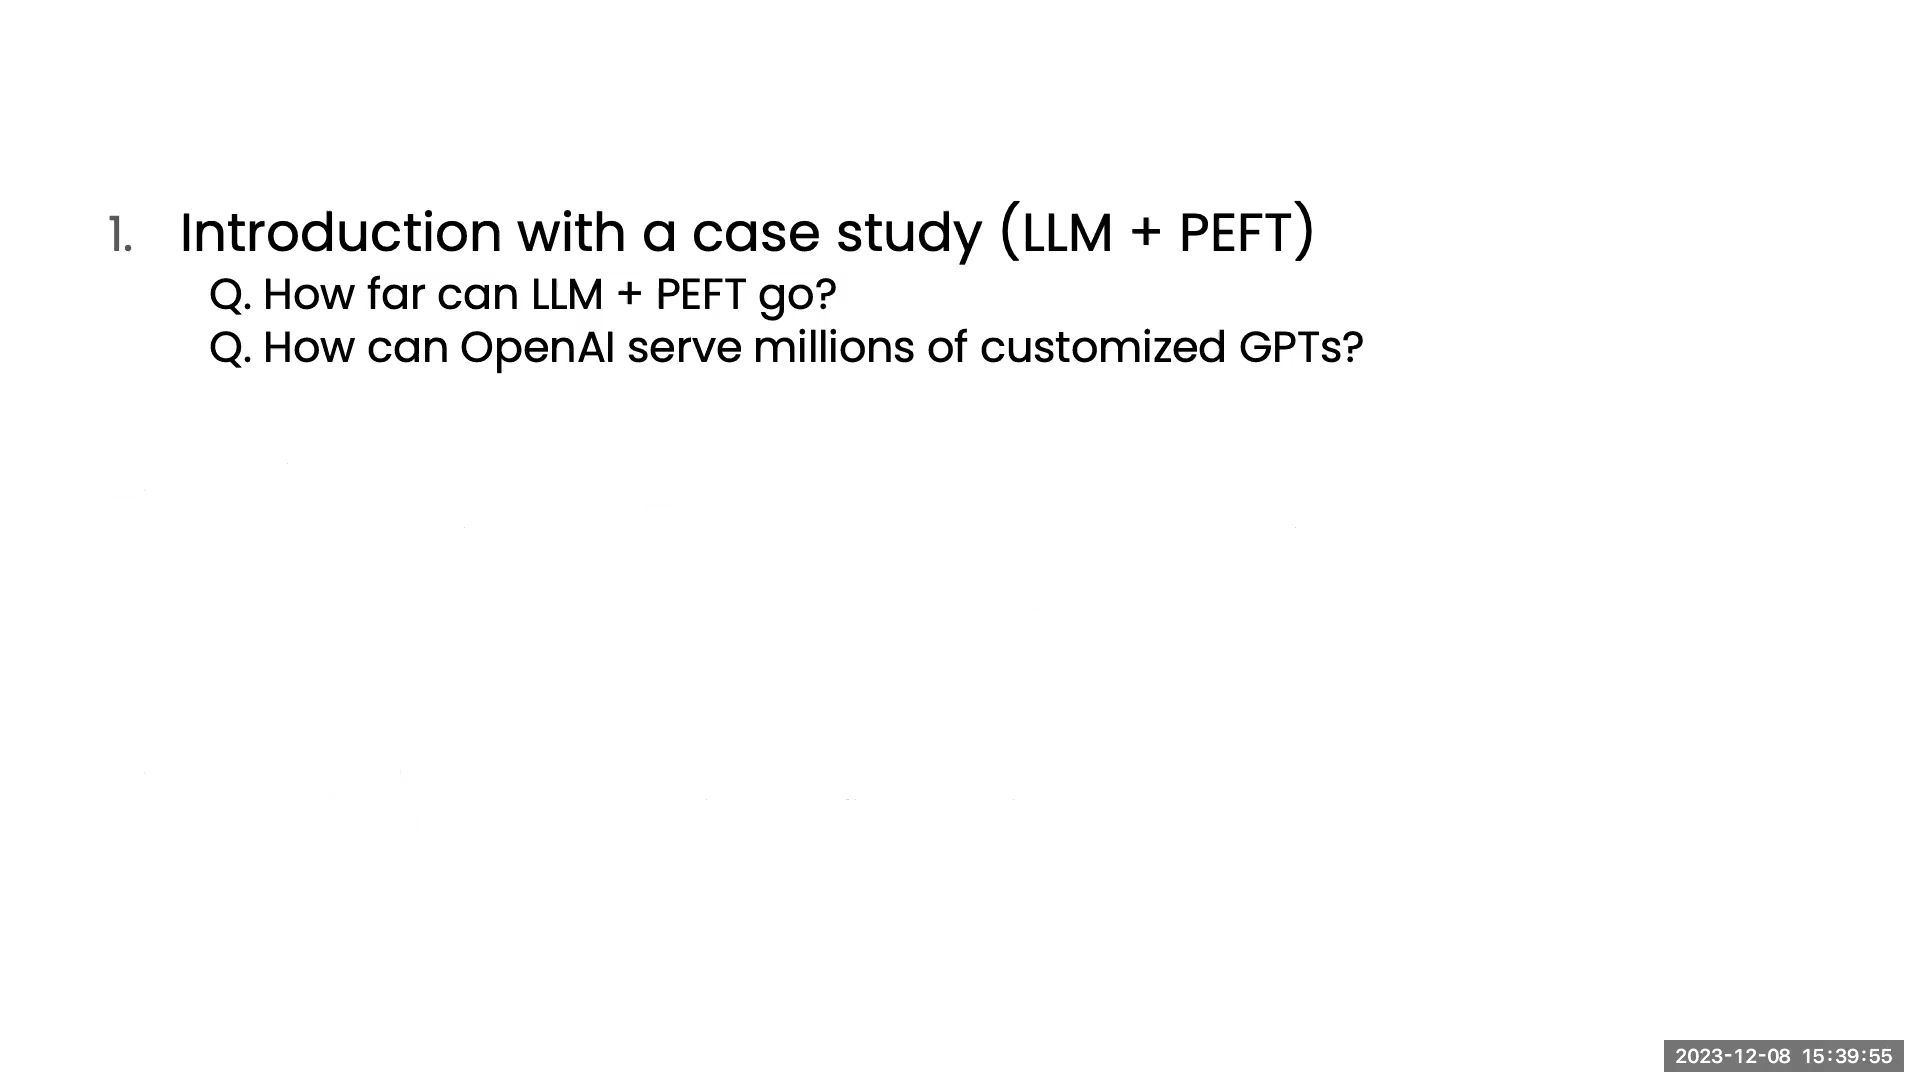 1. Introduction with a case study (LLM + PEFT)
Q. How far can LLM + PEFT go?
Q. How can OpenAI serve millions of customized GPTs?
2023-12-08 15:39:55